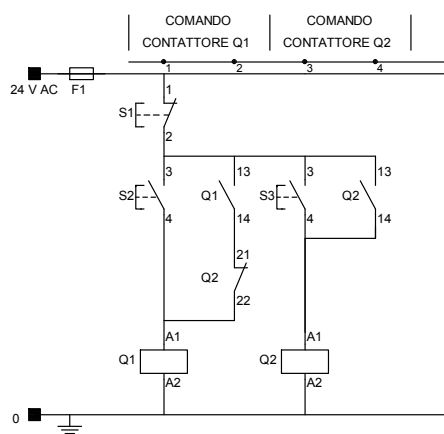 COMANDO COMANDO
CONTATTORE Q1 CONTATTORE Q2
1 2 3 4
24 V AC F1
1
S1
2
3 13 3 13
S2 Q1 S3 Q2
4 14 4 14
21
Q2
22
A1 A1
Q1 Q2
A2 A2
0